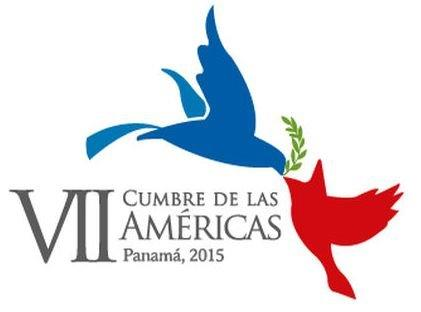 VII CUMBRE DE LAS
AMÉRICAS
Panamá, 2015